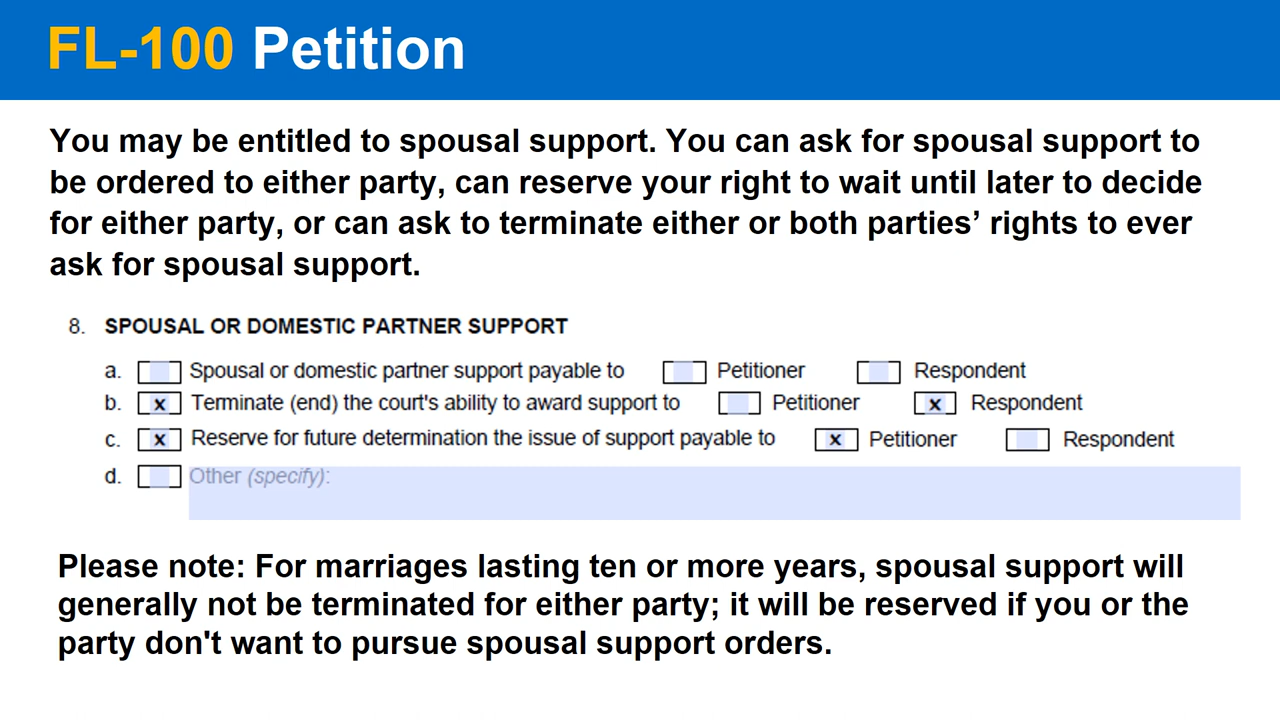 FL-100 Petition
You may be entitled to spousal support. You can ask for spousal support to
be ordered to either party, can reserve your right to wait until later to decide
for either party, or can ask to terminate either or both parties’ rights to ever
ask for spousal support.
8. SPOUSAL OR DOMESTIC PARTNER SUPPORT
a. Spousal or domestic partner support payable to Petitioner Respondent
b. x Terminate (end) the court's ability to award support to Petitioner x Respondent
c. x Reserve for future determination the issue of support payable to x Petitioner Respondent
d. Other (specify):
Please note: For marriages lasting ten or more years, spousal support will
generally not be terminated for either party; it will be reserved if you or the
party don't want to pursue spousal support orders.